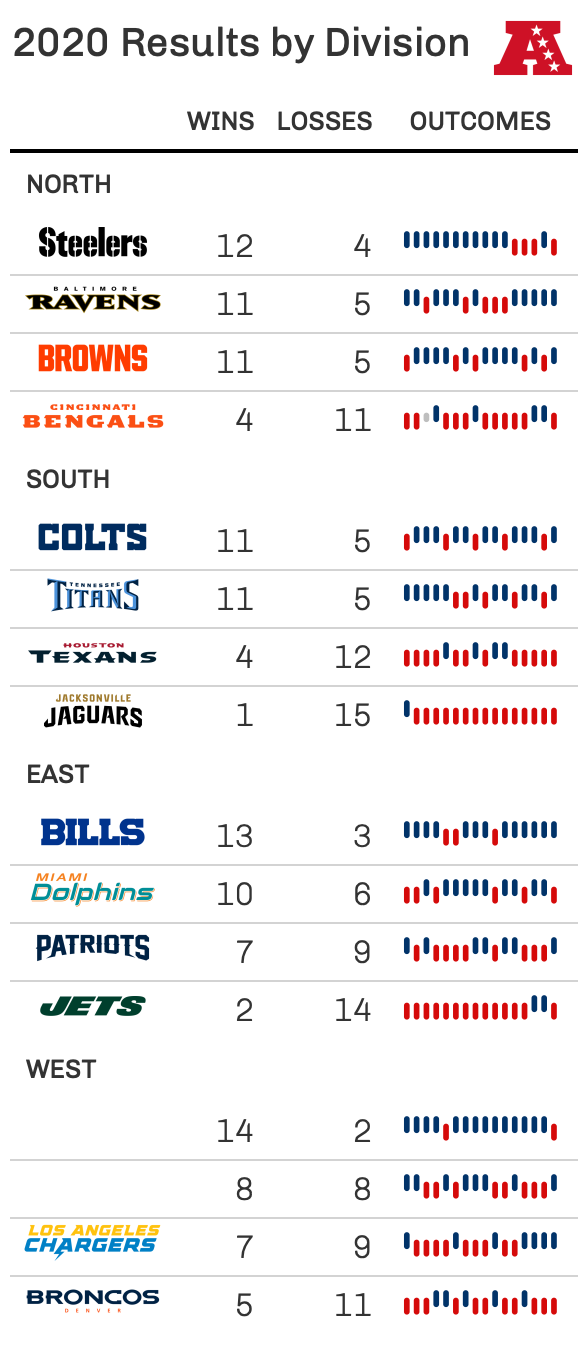 2020 Results by Division
WINS LOSSES OUTCOMES
NORTH
Steelers 12 4
BALTIMORE
RAVENS 11 5
BROWNS 11 5
CINCINNATI
BENGALS 4 11
SOUTH
COLTS 11 5
TENNESSEE
TITANS 11 5
HOUSTON
TEXANS 4 12
JACKSONVILLE
JAGUARS 1 15
EAST
BILLS 13 3
MIAMI
Dolphins 10 6
PATRIOTS 7 9
JETS 2 14
WEST
14 2
8 8
LOS ANGELES
CHARGERS 7 9
BRONCOS 5 11
DENVER